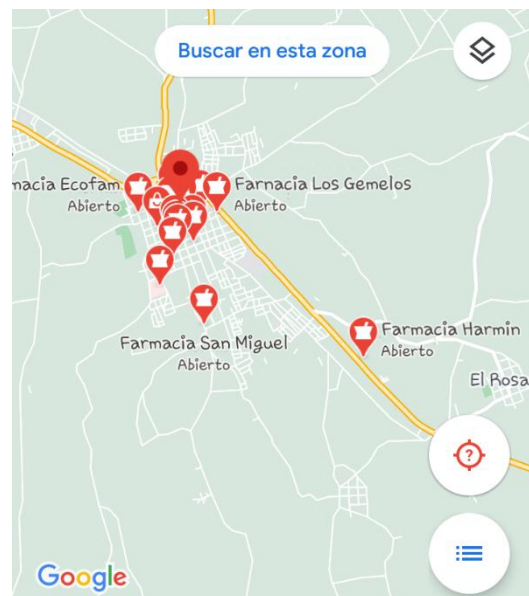 Buscar en esta zona
macia Ecofam
Abierto
Farnacia Los Gemelos
Abierto
Farmacia San Miguel
Abierto
Farmacia Harmin
Abierto
El Rosa
Google